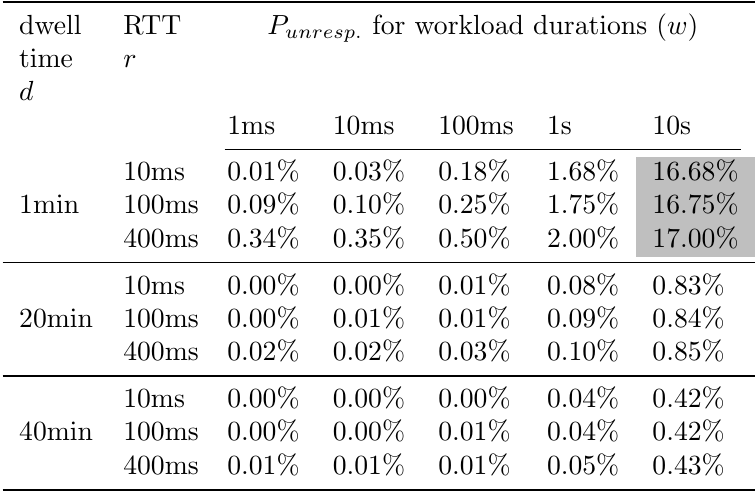 dwell RTT P_unresp. for workload durations (w)
time r
d
1ms 10ms 100ms 1s 10s
10ms 0.01% 0.03% 0.18% 1.68% 16.68%
1min 100ms 0.09% 0.10% 0.25% 1.75% 16.75%
400ms 0.34% 0.35% 0.50% 2.00% 17.00%
10ms 0.00% 0.00% 0.01% 0.08% 0.83%
20min 100ms 0.00% 0.01% 0.01% 0.09% 0.84%
400ms 0.02% 0.02% 0.03% 0.10% 0.85%
10ms 0.00% 0.00% 0.00% 0.04% 0.42%
40min 100ms 0.00% 0.00% 0.01% 0.04% 0.42%
400ms 0.01% 0.01% 0.01% 0.05% 0.43%